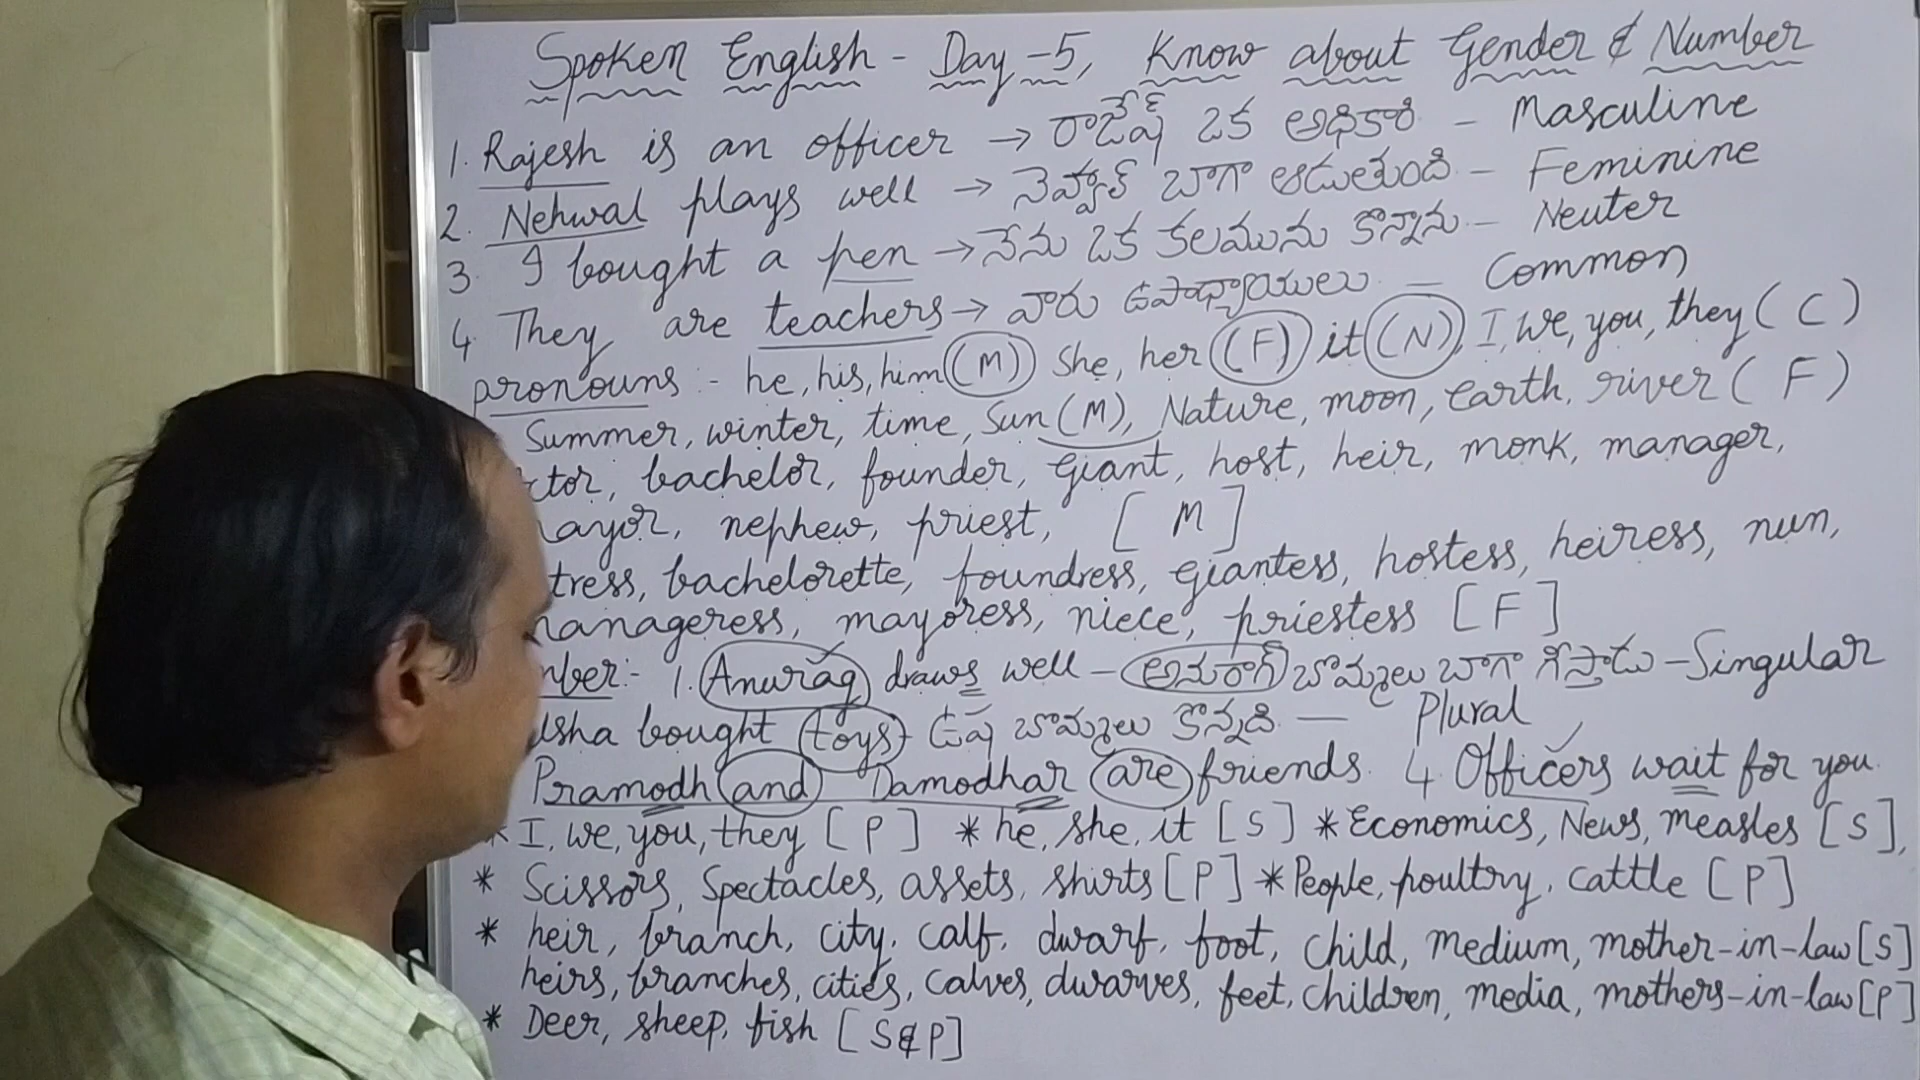 Spoken English - Day-5, Know about Gender & Number
1. Rajesh is an officer → రాజేష్ ఒక అధికారి - Masculine
2. Nehwal plays well → నెహ్వాల్ బాగా ఆడుతుంది - Feminine
3. I bought a pen → నేను ఒక కలమును కొన్నాను - Neuter
4. They are teachers → వారు ఉపాధ్యాయులు - Common
pronouns :- he, his, him (M) She, her (F) it (N), I, we, you, they (C)
Summer, winter, time, Sun (M), Nature, moon, earth, river (F)
ctor, bachelor, founder, giant, host, heir, monk, manager,
ayor, nephew, priest, [M]
tress, bachelorette, foundress, giantess, hostess, heiress, nun,
manageress, mayoress, niece, priestess [F]
mber:- 1. Anurag draws well - అనురాగ్ బొమ్మలు బాగా గీస్తాడు - Singular
usha bought toys - ఉష బొమ్మలు కొన్నది - Plural
Pramodh and Damodhar are friends. 4. Officers wait for you.
* I, we, you, they [P] * he, she, it [S] * Economics, News, measles [S],
* Scissors, Spectacles, assets, shirts [P] * People, poultry, cattle [P]
* heir, branch, city, calf, dwarf, foot, child, medium, mother-in-law [S]
heirs, branches, cities, calves, dwarves, feet, children, media, mothers-in-law [P]
* Deer, sheep, fish [S & P]